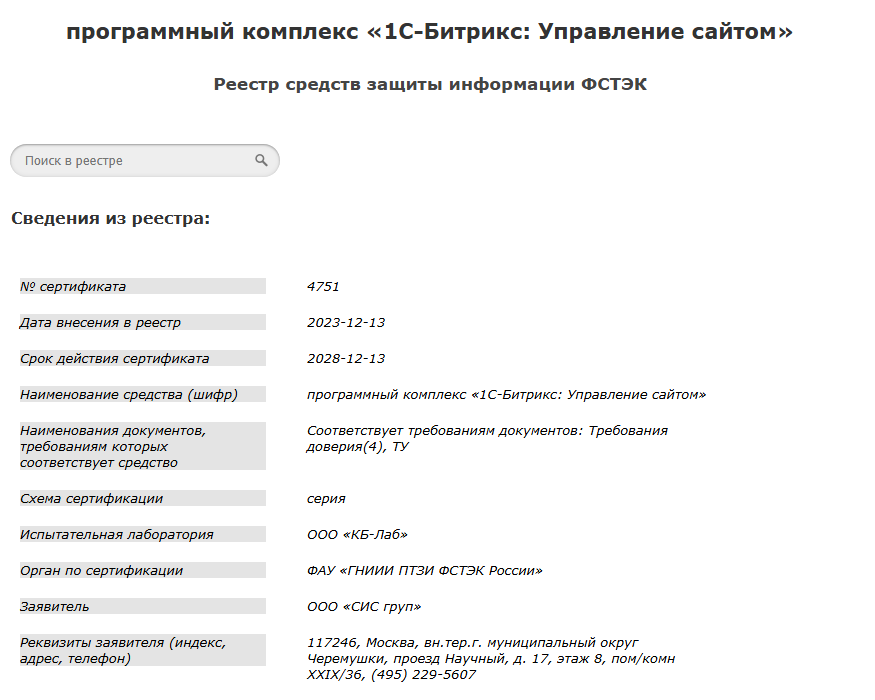 программный комплекс «1С-Битрикс: Управление сайтом»
Реестр средств защиты информации ФСТЭК
Поиск в реестре
Сведения из реестра:
№ сертификата
4751
Дата внесения в реестр
2023-12-13
Срок действия сертификата
2028-12-13
Наименование средства (шифр)
программный комплекс «1С-Битрикс: Управление сайтом»
Наименования документов,
требованиям которых
соответствует средство
Соответствует требованиям документов: Требования
доверия(4), ТУ
Схема сертификации
серия
Испытательная лаборатория
ООО «КБ-Лаб»
Орган по сертификации
ФАУ «ГНИИИ ПТЗИ ФСТЭК России»
Заявитель
ООО «СИС груп»
Реквизиты заявителя (индекс,
адрес, телефон)
117246, Москва, вн.тер.г. муниципальный округ
Черемушки, проезд Научный, д. 17, этаж 8, пом/комн
XXIX/36, (495) 229-5607